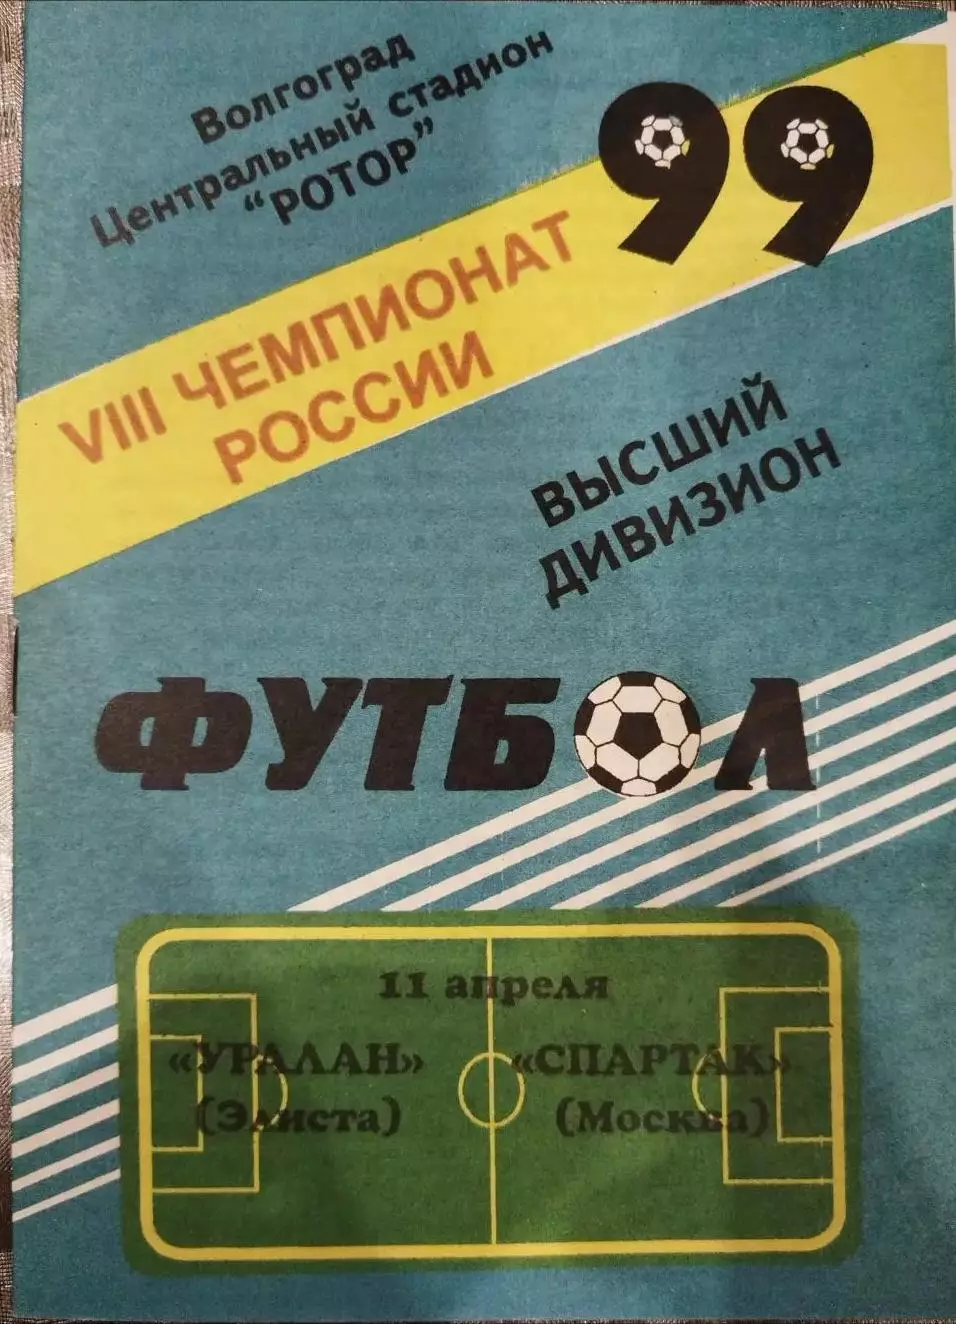 Волгоград
Центральный стадион
"РОТОР"
99
VIII ЧЕМПИОНАТ
РОССИИ
ВЫСШИЙ
ДИВИЗИОН
ФУТБОЛ
11 апреля
«УРАЛАН» «СПАРТАК»
(Элиста) (Москва)